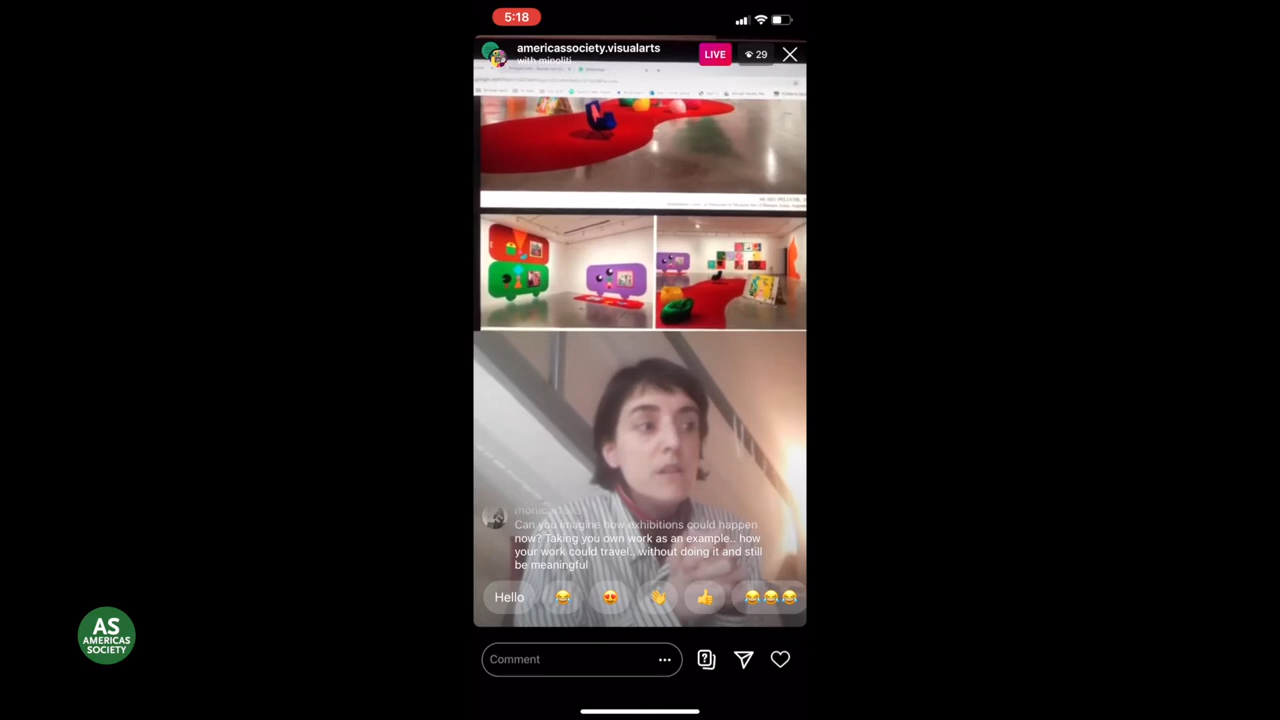 5:18
americassociety.visualarts
with minoliti
LIVE
29
Can you imagine how exhibitions could happen
now? Taking you own work as an example.. how
your work could travel.. without doing it and still
be meaningful
Hello
Comment
AS
AMERICAS
SOCIETY